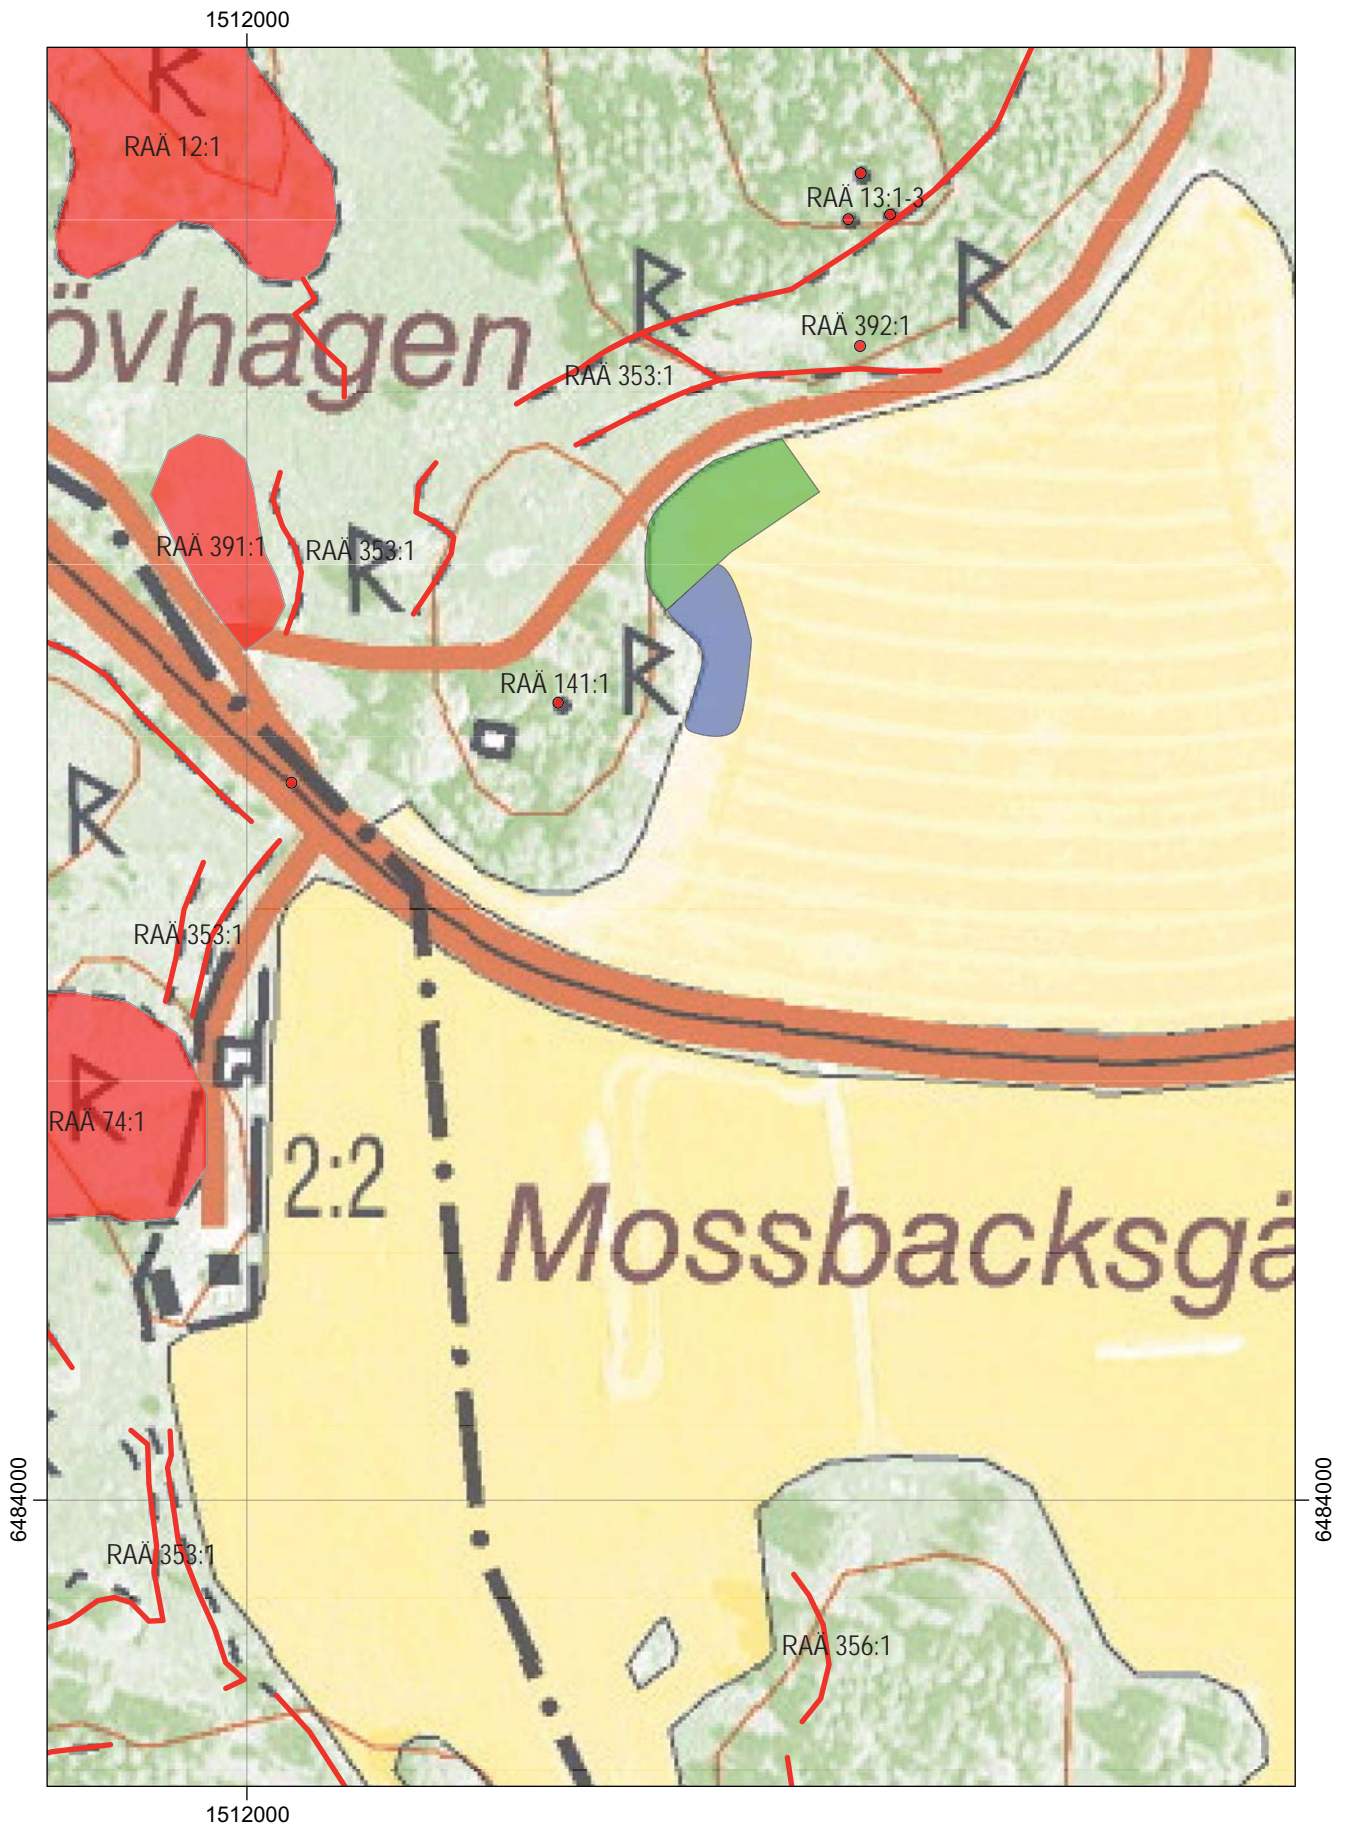 1512000
R
RAÄ 12:1
RAÄ 13:1-3
R
R
övhagen
RAÄ 392:1
RAÄ 353:1
RAÄ 391:1
RAÄ 353:1
R
R
RAÄ 141:1
R
RAÄ 353:1
R
RAÄ 74:1
2:2
Mossbacksgä
6484000
6484000
RAÄ 353:1
RAÄ 356:1
1512000